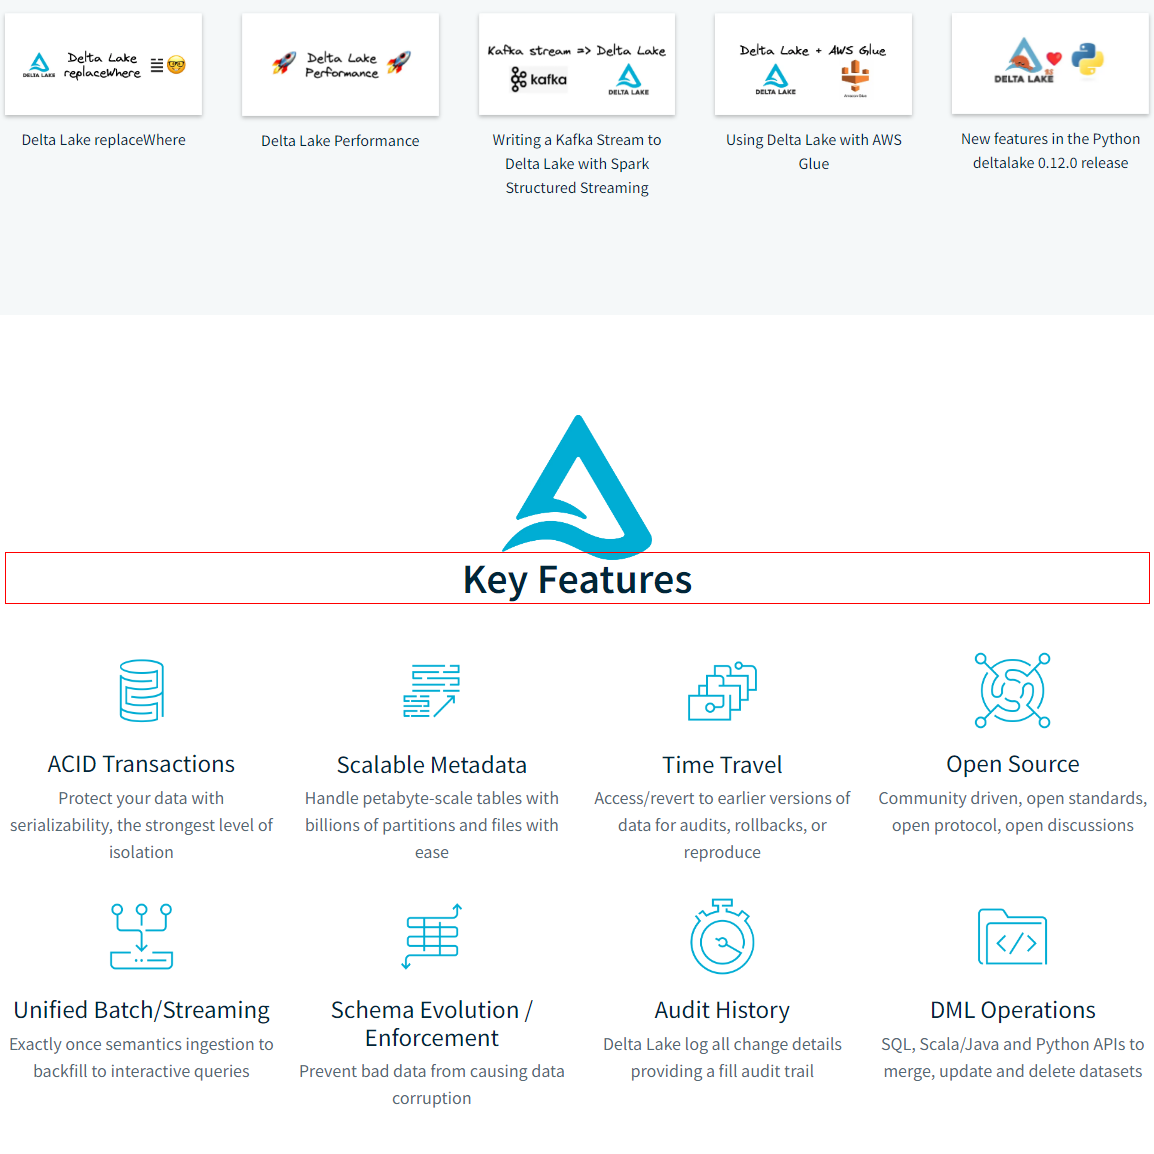 Delta Lake
replaceWhere
DELTA LAKE
Delta Lake
Performance
Kafka stream => Delta Lake
kafka
DELTA LAKE
Delta Lake + AWS Glue
DELTA LAKE
Amazon Glue
DELTA LAKE
Delta Lake replaceWhere
Delta Lake Performance
Writing a Kafka Stream to
Delta Lake with Spark
Structured Streaming
Using Delta Lake with AWS
Glue
New features in the Python
deltalake 0.12.0 release
Key Features
ACID Transactions
Protect your data with
serializability, the strongest level of
isolation
Scalable Metadata
Handle petabyte-scale tables with
billions of partitions and files with
ease
Time Travel
Access/revert to earlier versions of
data for audits, rollbacks, or
reproduce
Open Source
Community driven, open standards,
open protocol, open discussions
Unified Batch/Streaming
Exactly once semantics ingestion to
backfill to interactive queries
Schema Evolution /
Enforcement
Prevent bad data from causing data
corruption
Audit History
Delta Lake log all change details
providing a fill audit trail
DML Operations
SQL, Scala/Java and Python APIs to
merge, update and delete datasets